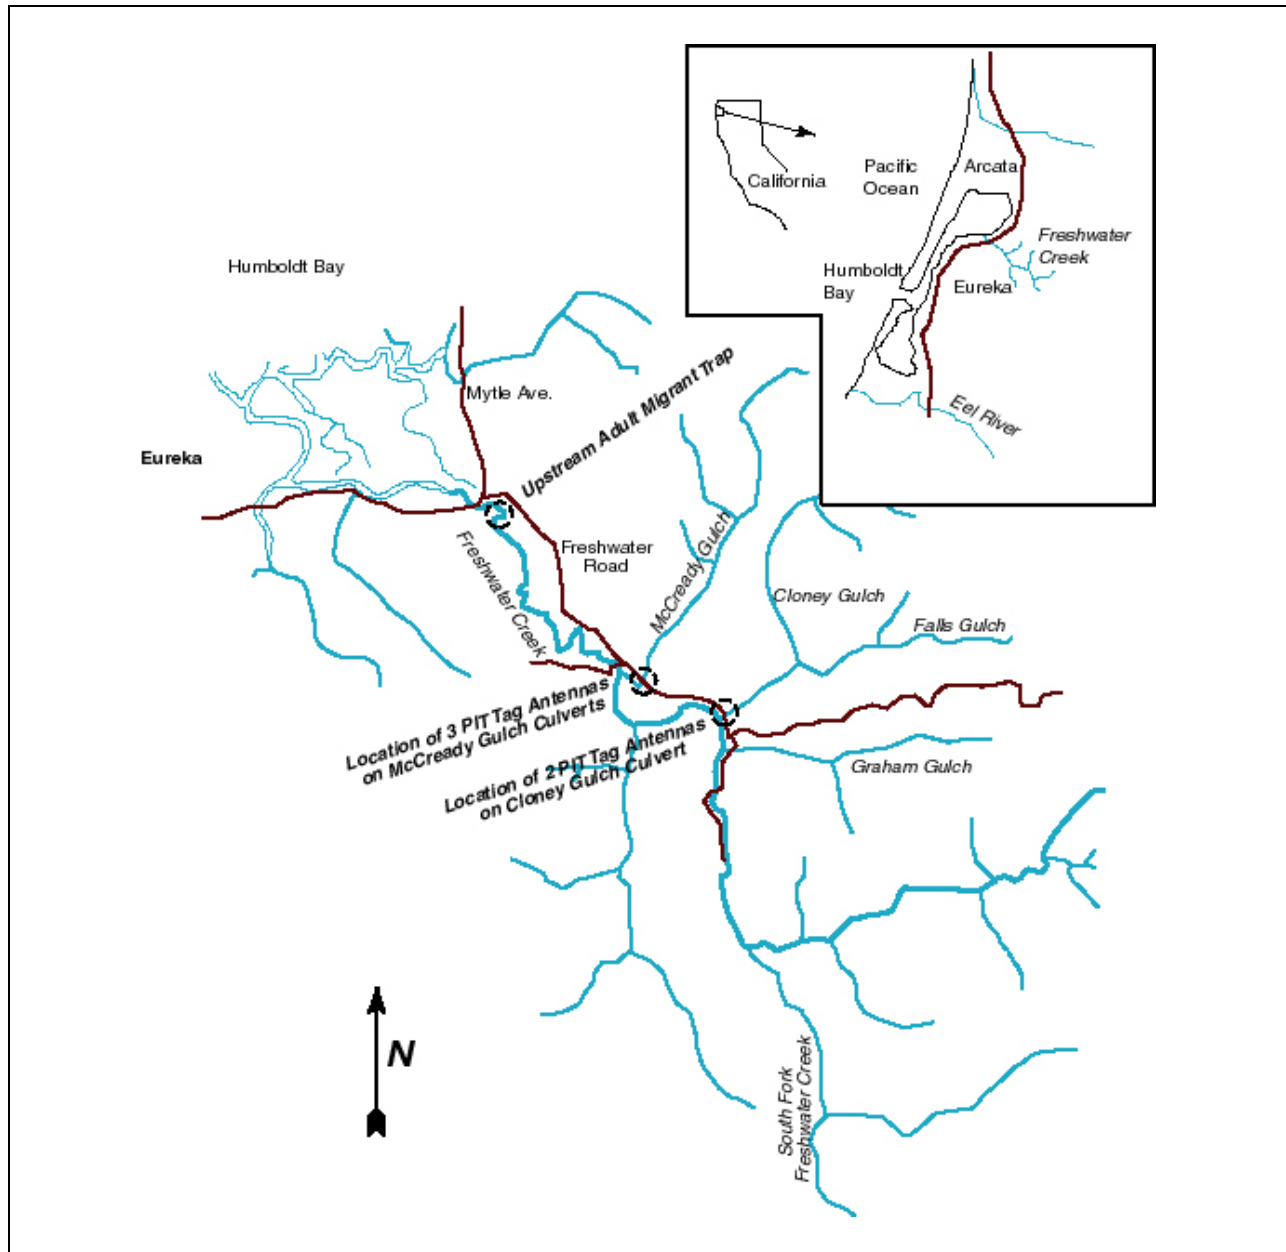 Pacific
Ocean
Arcata
California
Freshwater
Creek
Humboldt
Bay
Eureka
Eel River
Humboldt Bay
Mytle Ave.
Upstream Adult Migrant Trap
Eureka
Freshwater
Road
Freshwater Creek
McCready Gulch
Cloney Gulch
Falls Gulch
Location of 3 PIT Tag Antennas
on McCready Gulch Culverts
Location of 2 PIT Tag Antennas
on Cloney Gulch Culvert
Graham Gulch
N
South Fork
Freshwater Creek